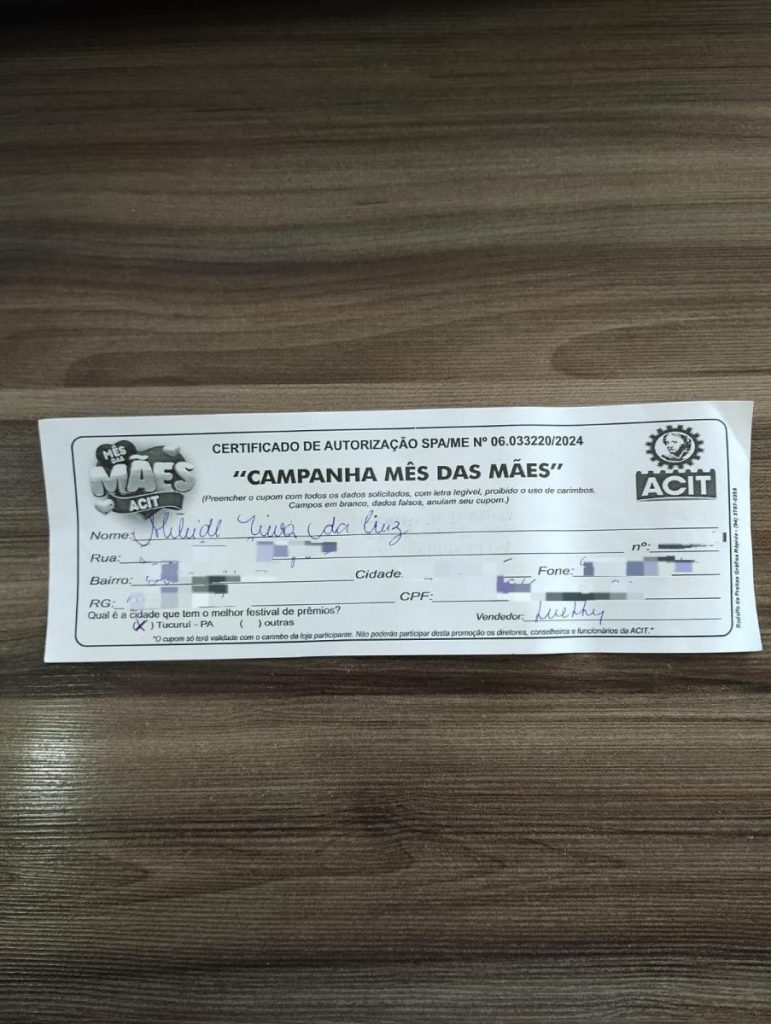 MÊS DAS MÃES ACIT
CERTIFICADO DE AUTORIZAÇÃO SPA/ME Nº 06.033220/2024
"CAMPANHA MÊS DAS MÃES"
(Preencher o cupom com todos os dados solicitados, com letra legível, proibido o uso de carimbos.
Campos em branco, dados falsos, anulam seu cupom.)
ACIT
Nome: da Cruz
Rua: nº:
Bairro: Cidade Fone:
RG: CPF:
Qual é a cidade que tem o melhor festival de prêmios?
(X) Tucuruí - PA ( ) outras
Vendedor:
"O cupom só terá validade com o carimbo da loja participante. Não poderão participar desta promoção os diretores, conselheiros e funcionários da ACIT."